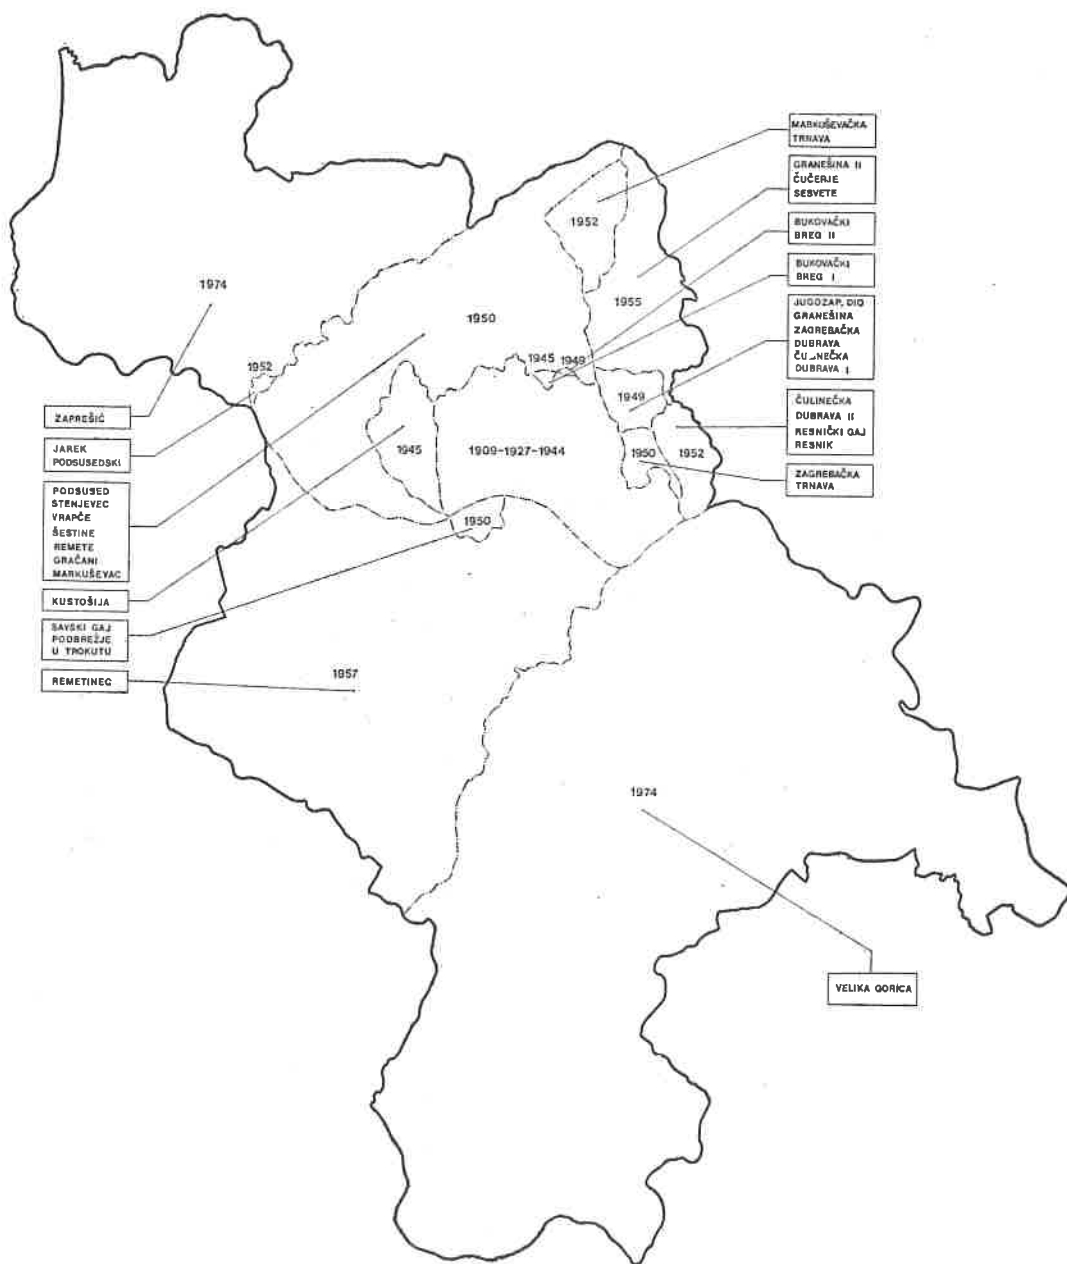 MARKUŠEVAČKA
TRNAVA
GRANEŠINA II
ČUČERJE
SESVETE
BUKOVAČKI
BREG II
BUKOVAČKI
BREG I
JUGOZAP. DIO
GRANEŠINA
ZAGREBAČKA
DUBRAVA
DUBRAVA I
ČULINEČKA
DUBRAVA II
RESNIČKI GAJ
RESNIK
ZAGREBAČKA
TRNAVA
1952
1955
1974
1950
1952
1945
1949
1949
1945
1909-1927-1944
1950
1952
1950
1957
1974
ZAPREŠIĆ
JAREK
PODSUSEDSKI
PODSUSED
STENJEVEC
VRAPČE
ŠESTINE
REMETE
GRAČANI
MARKUŠEVAC
KUSTOŠIJA
SAVSKI GAJ
PODBREŽJE
U TROKUTU
REMETINEC
VELIKA GORICA